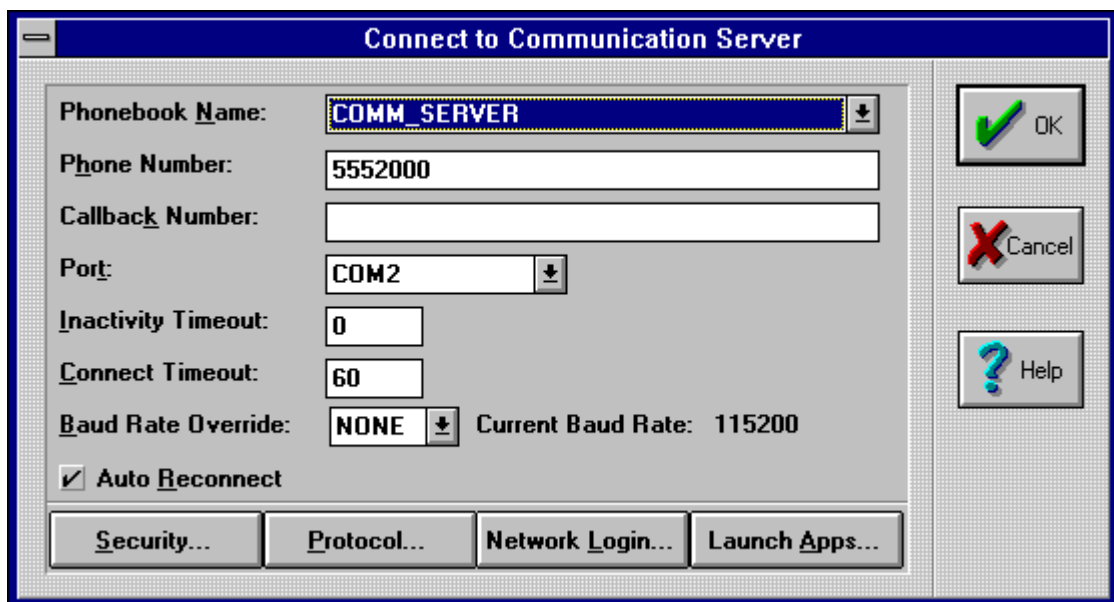 Connect to Communication Server
Phonebook Name: COMM_SERVER
OK
Phone Number: 5552000
Callback Number:
Cancel
Port: COM2
Inactivity Timeout: 0
Connect Timeout: 60
Help
Baud Rate Override: NONE Current Baud Rate: 115200
Auto Reconnect
Security... Protocol... Network Login... Launch Apps...